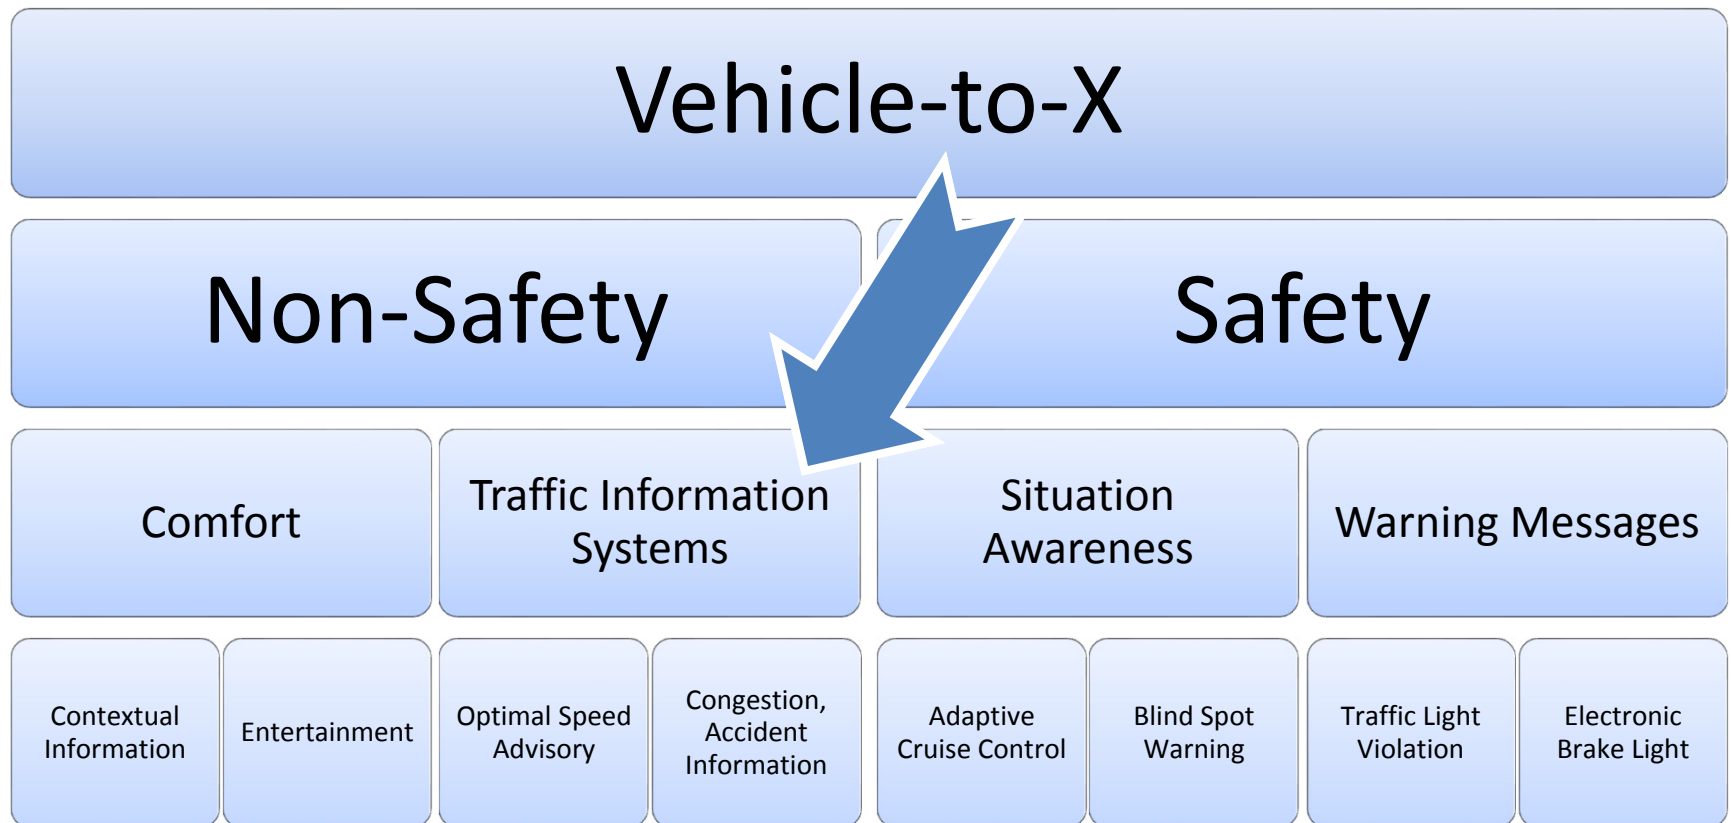 Vehicle-to-X
Non-Safety
Safety
Comfort
Traffic Information
Systems
Situation
Awareness
Warning Messages
Contextual
Information
Entertainment
Optimal Speed
Advisory
Congestion,
Accident
Information
Adaptive
Cruise Control
Blind Spot
Warning
Traffic Light
Violation
Electronic
Brake Light